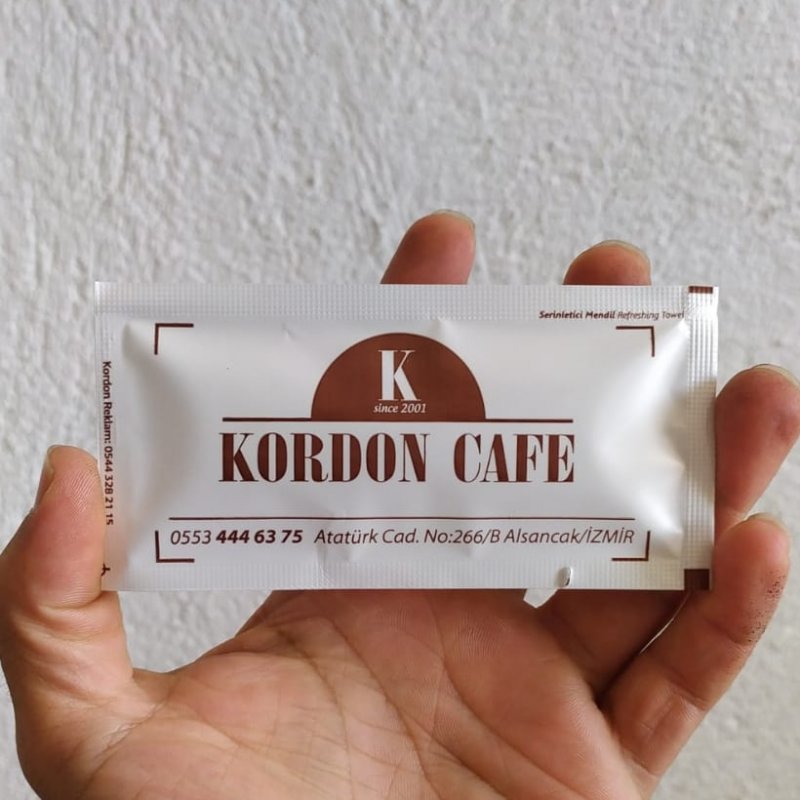 Serinletici Mendil Refreshing Towel
K
since 2001
KORDON CAFE
0553 444 63 75 Atatürk Cad. No:266/B Alsancak/İZMİR
Kordon Reklam: 0544 328 21 15